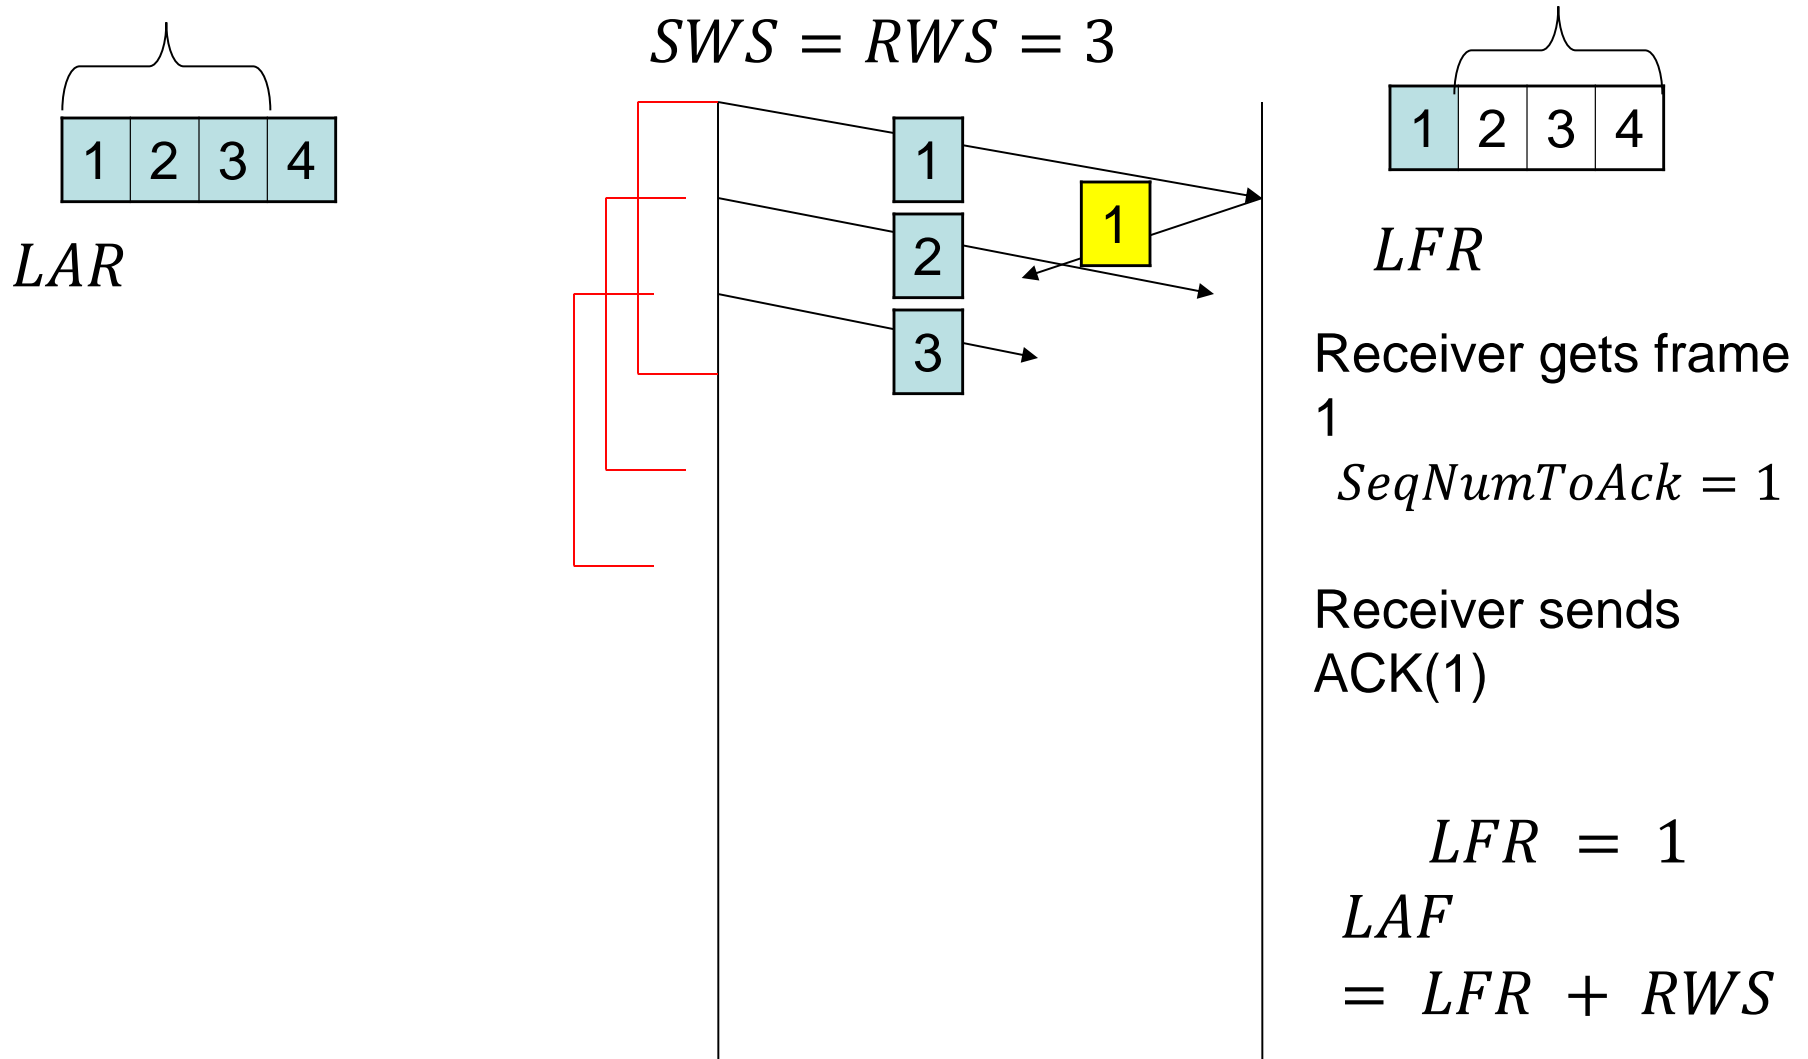 SWS = RWS = 3
1 2 3 4
LAR
1
2
3
1
1 2 3 4
LFR
Receiver gets frame
1
SeqNumToAck = 1
Receiver sends
ACK(1)
LFR = 1
LAF
= LFR + RWS